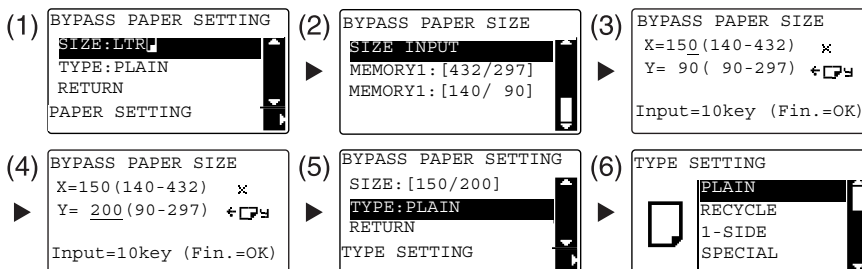 (1)
BYPASS PAPER SETTING
SIZE:LTR
TYPE:PLAIN
RETURN
PAPER SETTING
(2)
BYPASS PAPER SIZE
SIZE INPUT
MEMORY1:[432/297]
MEMORY1:[140/ 90]
(3)
BYPASS PAPER SIZE
X=150(140-432) x
Y= 90( 90-297) y
Input=10key (Fin.=OK)
(4)
BYPASS PAPER SIZE
X=150(140-432) x
Y= 200(90-297) y
Input=10key (Fin.=OK)
(5)
BYPASS PAPER SETTING
SIZE:[150/200]
TYPE:PLAIN
RETURN
TYPE SETTING
(6)
TYPE SETTING
PLAIN
RECYCLE
1-SIDE
SPECIAL